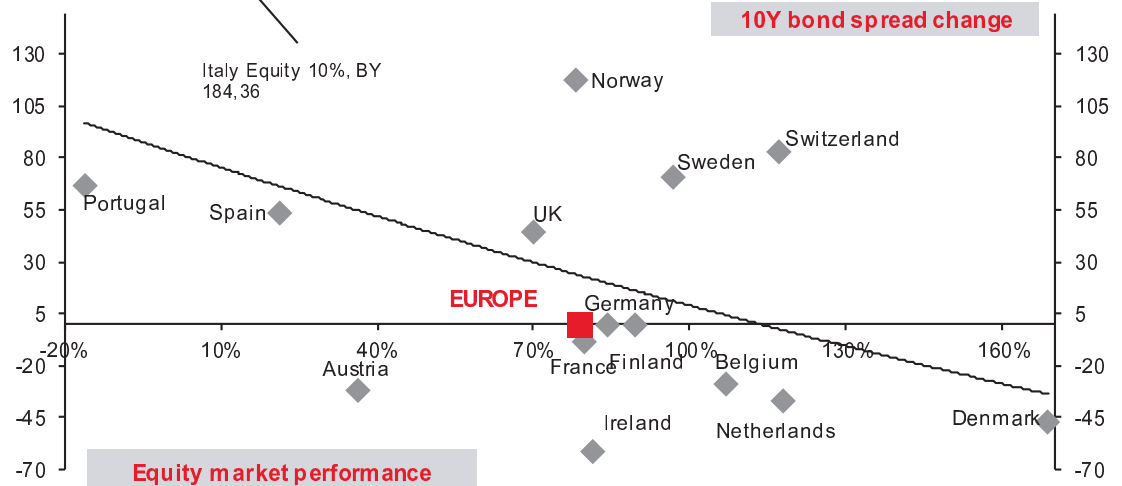 10Y bond spread change
130
130
Italy Equity 10%, BY
184,36
Norway
105
105
Switzerland
80
Sweden
80
Portugal
Spain
UK
55
55
30
30
EUROPE
Germany
5
5
-20%
10%
40%
70%
100%
130%
160%
-20
Austria
France
Finland
Belgium
-20
-45
Ireland
Netherlands
Denmark
-45
-70
Equity market performance
-70